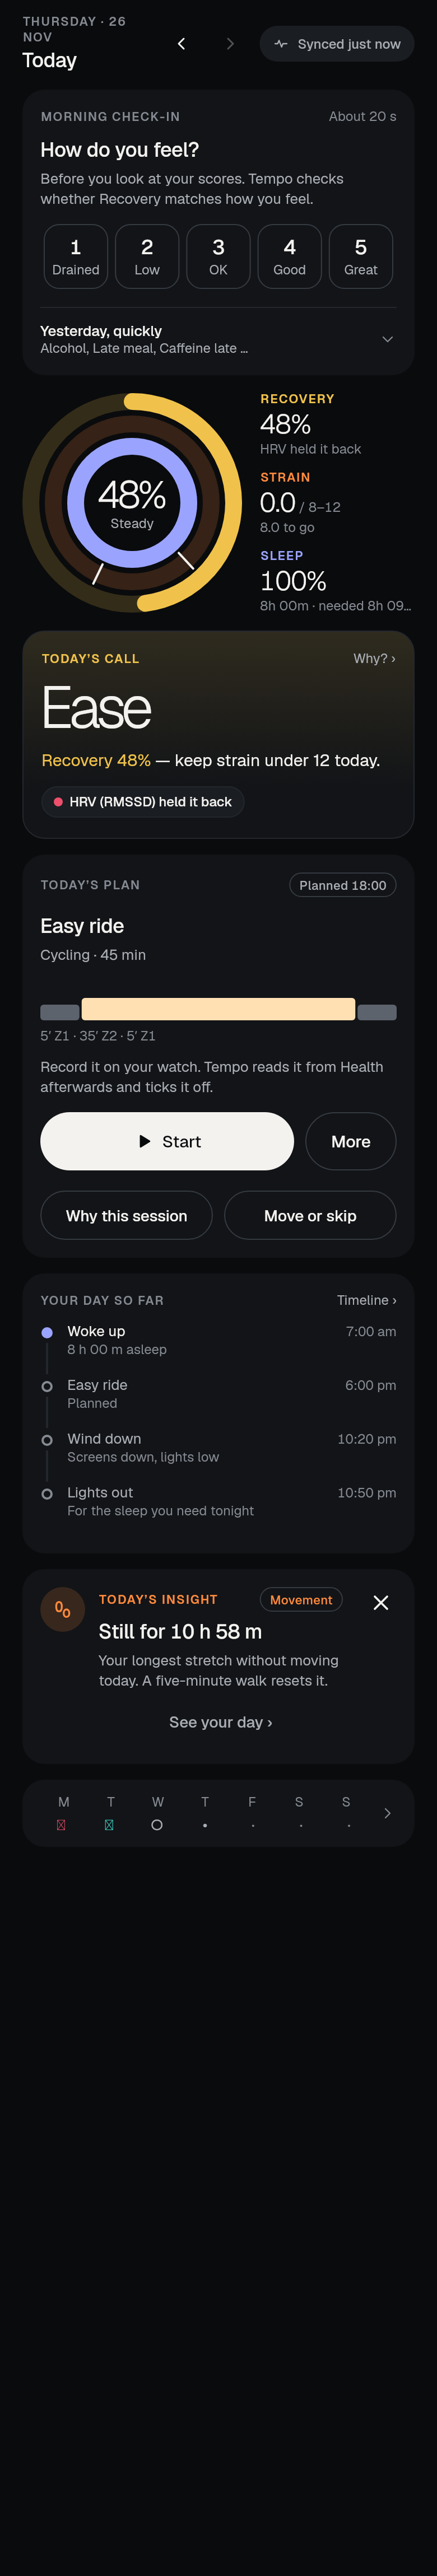 THURSDAY · 26
NOV
Today
Synced just now
MORNING CHECK-IN
About 20 s
How do you feel?
Before you look at your scores. Tempo checks
whether Recovery matches how you feel.
1 2 3 4 5
Drained Low OK Good Great
Yesterday, quickly
Alcohol, Late meal, Caffeine late ...
48%
Steady
RECOVERY
48%
HRV held it back
STRAIN
0.0 / 8–12
8.0 to go
SLEEP
100%
8h 00m · needed 8h 09...
TODAY’S CALL
Why? ›
Ease
Recovery 48% — keep strain under 12 today.
HRV (RMSSD) held it back
TODAY’S PLAN
Planned 18:00
Easy ride
Cycling · 45 min
5′ Z1 · 35′ Z2 · 5′ Z1
Record it on your watch. Tempo reads it from Health
afterwards and ticks it off.
Start
More
Why this session
Move or skip
YOUR DAY SO FAR
Timeline ›
Woke up 7:00 am
8 h 00 m asleep
Easy ride 6:00 pm
Planned
Wind down 10:20 pm
Screens down, lights low
Lights out 10:50 pm
For the sleep you need tonight
TODAY’S INSIGHT
Movement
Still for 10 h 58 m
Your longest stretch without moving
today. A five-minute walk resets it.
See your day ›
M T W T F S S